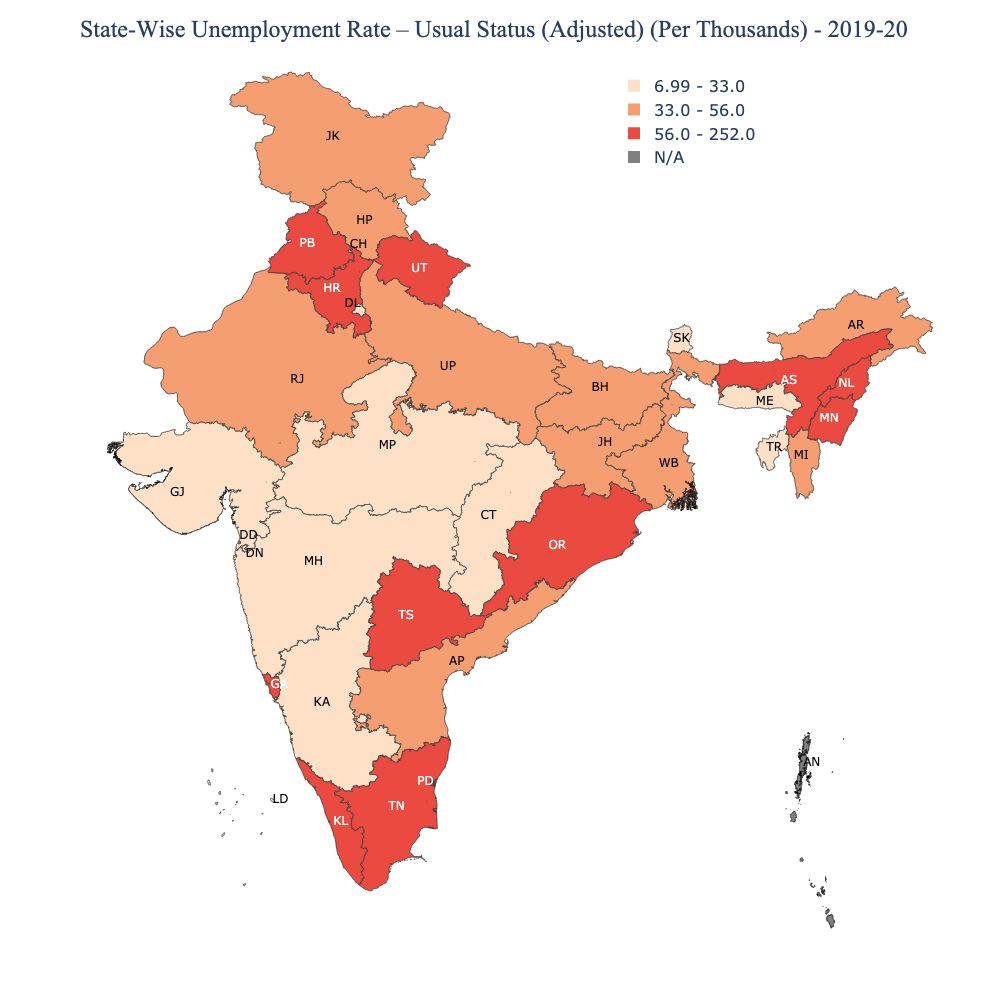 State-Wise Unemployment Rate – Usual Status (Adjusted) (Per Thousands) - 2019-20
6.99 - 33.0
33.0 - 56.0
56.0 - 252.0
N/A
JK
HP
PB
CH
UT
HR
DL
AR
SK
UP
RJ
AS
NL
BH
ME
MN
MP
JH
TR
MI
WB
GJ
CT
DD
OR
DN
MH
TS
AP
GA
KA
AN
PD
LD
TN
KL